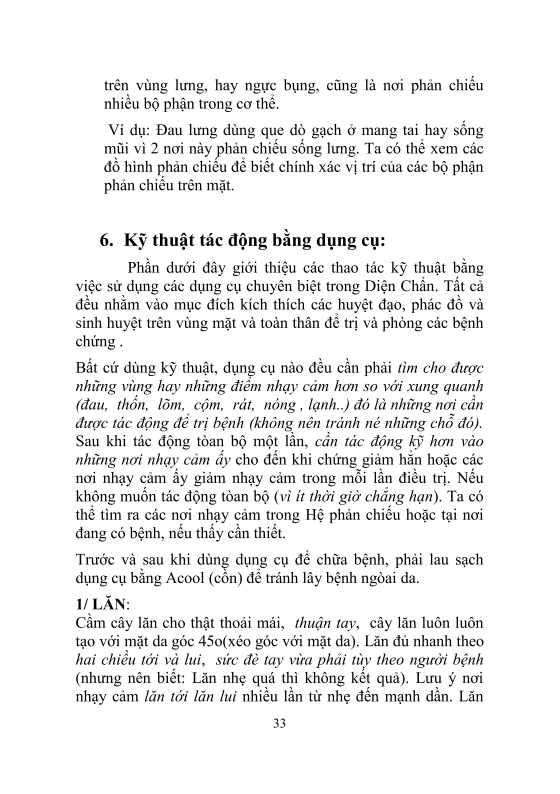 trên vùng lưng, hay ngực bụng, cũng là nơi phản chiếu
nhiều bộ phận trong cơ thể.
Ví dụ: Đau lưng dùng que dò gạch ở mang tai hay sống
mũi vì 2 nơi này phản chiếu sống lưng. Ta có thể xem các
đồ hình phản chiếu để biết chính xác vị trí của các bộ phận
phản chiếu trên mặt.
6. Kỹ thuật tác động bằng dụng cụ:
Phần dưới đây giới thiệu các thao tác kỹ thuật bằng
việc sử dụng các dụng cụ chuyên biệt trong Diện Chẩn. Tất cả
đều nhằm vào mục đích kích thích các huyệt đạo, phác đồ và
sinh huyệt trên vùng mặt và toàn thân để trị và phòng các bệnh
chứng .
Bất cứ dùng kỹ thuật, dụng cụ nào đều cần phải tìm cho được
những vùng hay những điểm nhạy cảm hơn so với xung quanh
(đau, thốn, lõm, cộm, rát, nóng , lạnh..) đó là những nơi cần
được tác động để trị bệnh (không nên tránh né những chỗ đó).
Sau khi tác động tòan bộ một lần, cần tác động kỹ hơn vào
những nơi nhạy cảm ấy cho đến khi chứng giảm hẳn hoặc các
nơi nhạy cảm ấy giảm nhạy cảm trong mỗi lần điều trị. Nếu
không muốn tác động tòan bộ (vì ít thời giờ chẳng hạn). Ta có
thể tìm ra các nơi nhạy cảm trong Hệ phản chiếu hoặc tại nơi
đang có bệnh, nếu thấy cần thiết.
Trước và sau khi dùng dụng cụ để chữa bệnh, phải lau sạch
dụng cụ bằng Acool (cồn) để tránh lây bệnh ngòai da.
1/ LĂN:
Cầm cây lăn cho thật thoải mái, thuận tay, cây lăn luôn luôn
tạo với mặt da góc 45o(xéo góc với mặt da). Lăn đủ nhanh theo
hai chiều tới và lui, sức đè tay vừa phải tùy theo người bệnh
(nhưng nên biết: Lăn nhẹ quá thì không kết quả). Lưu ý nơi
nhạy cảm lăn tới lăn lui nhiều lần từ nhẹ đến mạnh dần. Lăn
33